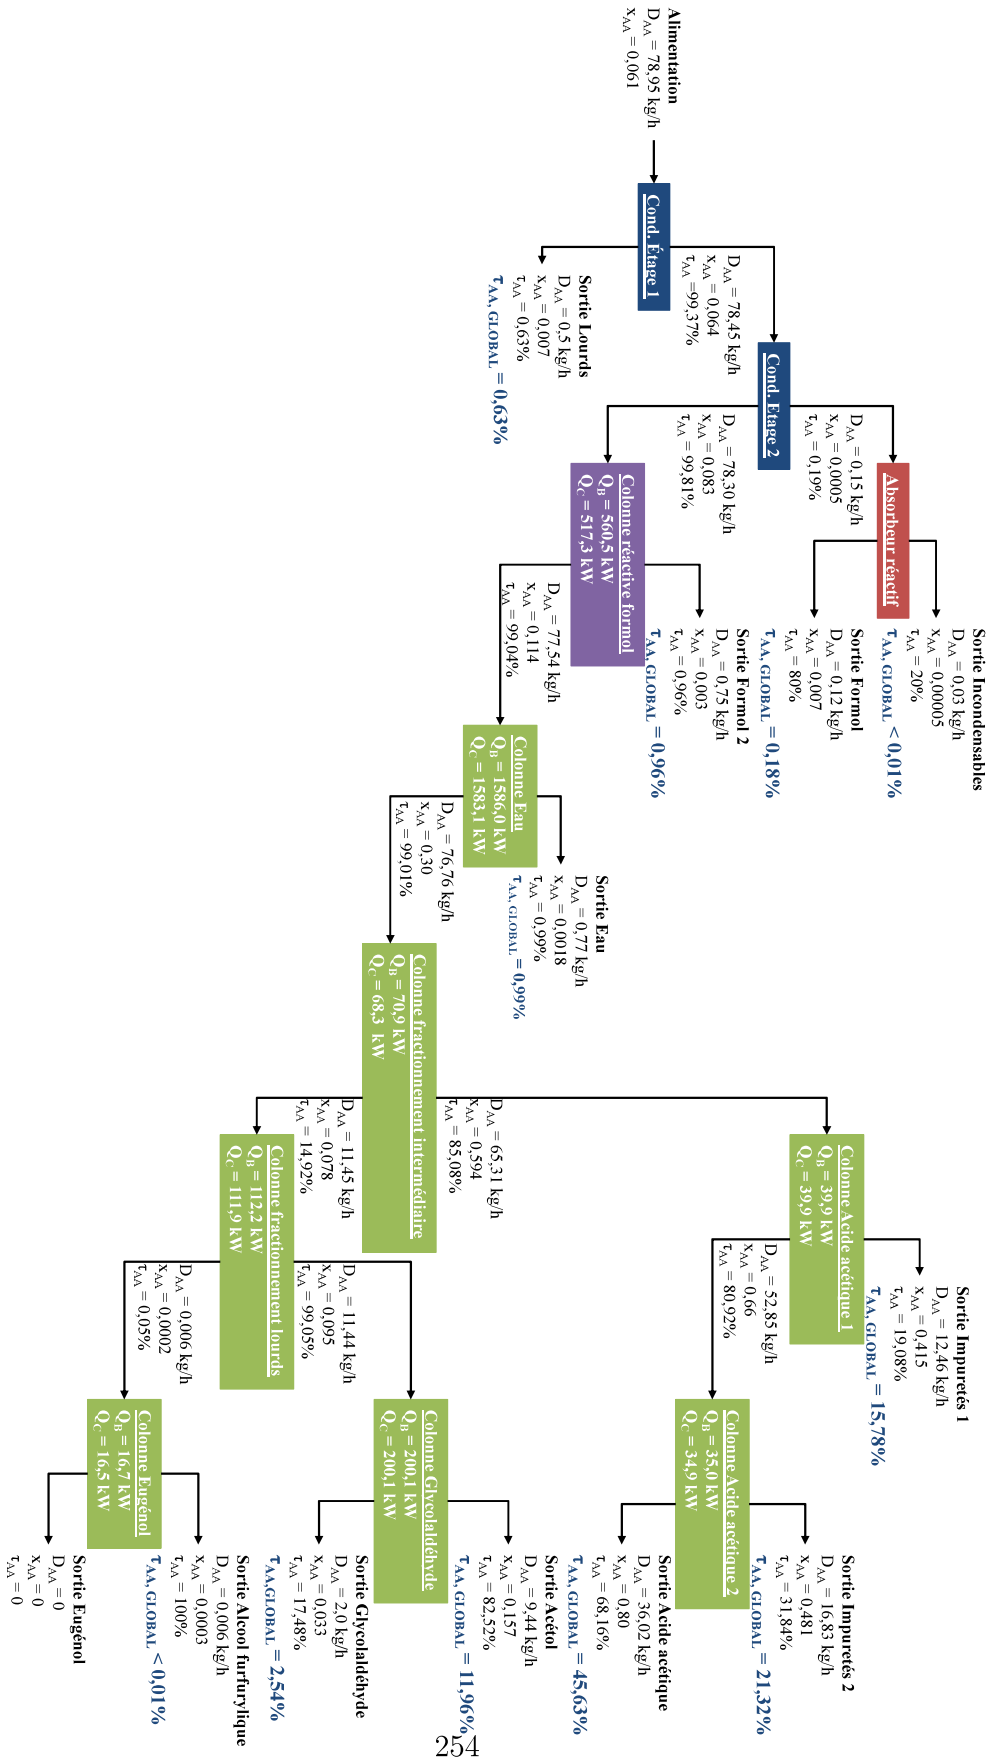 Alimentation
D_AA = 78,95 kg/h
x_AA = 0,061
Cond. Étage 1
D_AA = 78,45 kg/h
x_AA = 0,064
τ_AA =99,37%
Sortie Lourds
D_AA = 0,5 kg/h
x_AA = 0,007
τ_AA = 0,63%
τ_AA, GLOBAL = 0,63%
Cond. Etage 2
D_AA = 0,15 kg/h
x_AA = 0,0005
τ_AA = 0,19%
D_AA = 78,30 kg/h
x_AA = 0,083
τ_AA = 99,81%
Absorbeur réactif
Sortie Incondensables
D_AA = 0,03 kg/h
x_AA = 0,00005
τ_AA = 20%
τ_AA, GLOBAL < 0,01%
Sortie Formol
D_AA = 0,12 kg/h
x_AA = 0,007
τ_AA = 80%
τ_AA, GLOBAL = 0,18%
Colonne réactive formol
Q_B = 560,5 kW
Q_C = 517,3 kW
Sortie Formol 2
D_AA = 0,75 kg/h
x_AA = 0,003
τ_AA = 0,96%
τ_AA, GLOBAL = 0,96%
D_AA = 77,54 kg/h
x_AA = 0,114
τ_AA = 99,04%
Colonne Eau
Q_B = 1586,0 kW
Q_C = 1583,1 kW
Sortie Eau
D_AA = 0,77 kg/h
x_AA = 0,0018
τ_AA = 0,99%
τ_AA, GLOBAL = 0,99%
D_AA = 76,76 kg/h
x_AA = 0,30
τ_AA = 99,01%
Colonne fractionnement intermédiaire
Q_B = 70,9 kW
Q_C = 68,3 kW
D_AA = 65,31 kg/h
x_AA = 0,594
τ_AA = 85,08%
D_AA = 11,45 kg/h
x_AA = 0,078
τ_AA = 14,92%
Colonne Acide acétique 1
Q_B = 39,9 kW
Q_C = 39,9 kW
Sortie Impuretés 1
D_AA = 12,46 kg/h
x_AA = 0,415
τ_AA = 19,08%
τ_AA, GLOBAL = 15,78%
D_AA = 52,85 kg/h
x_AA = 0,66
τ_AA = 80,92%
Colonne Acide acétique 2
Q_B = 35,0 kW
Q_C = 34,9 kW
Sortie Impuretés 2
D_AA = 16,83 kg/h
x_AA = 0,481
τ_AA = 31,84%
τ_AA, GLOBAL = 21,32%
Sortie Acide acétique
D_AA = 36,02 kg/h
x_AA = 0,80
τ_AA = 68,16%
τ_AA, GLOBAL = 45,63%
Colonne fractionnement lourds
Q_B = 112,2 kW
Q_C = 111,9 kW
D_AA = 11,44 kg/h
x_AA = 0,095
τ_AA = 99,05%
D_AA = 0,006 kg/h
x_AA = 0,0002
τ_AA = 0,05%
Colonne Glycolaldéhyde
Q_B = 200,1 kW
Q_C = 200,1 kW
Sortie Acétol
D_AA = 9,44 kg/h
x_AA = 0,157
τ_AA = 82,52%
τ_AA, GLOBAL = 11,96%
Sortie Glycolaldéhyde
D_AA = 2,0 kg/h
x_AA = 0,033
τ_AA = 17,48%
τ_AA,GLOBAL = 2,54%
Colonne Eugénol
Q_B = 16,7 kW
Q_C = 16,5 kW
Sortie Alcool furfurylique
D_AA = 0,006 kg/h
x_AA = 0,0003
τ_AA = 100%
τ_AA, GLOBAL < 0,01%
Sortie Eugénol
D_AA = 0
x_AA = 0
τ_AA = 0
254